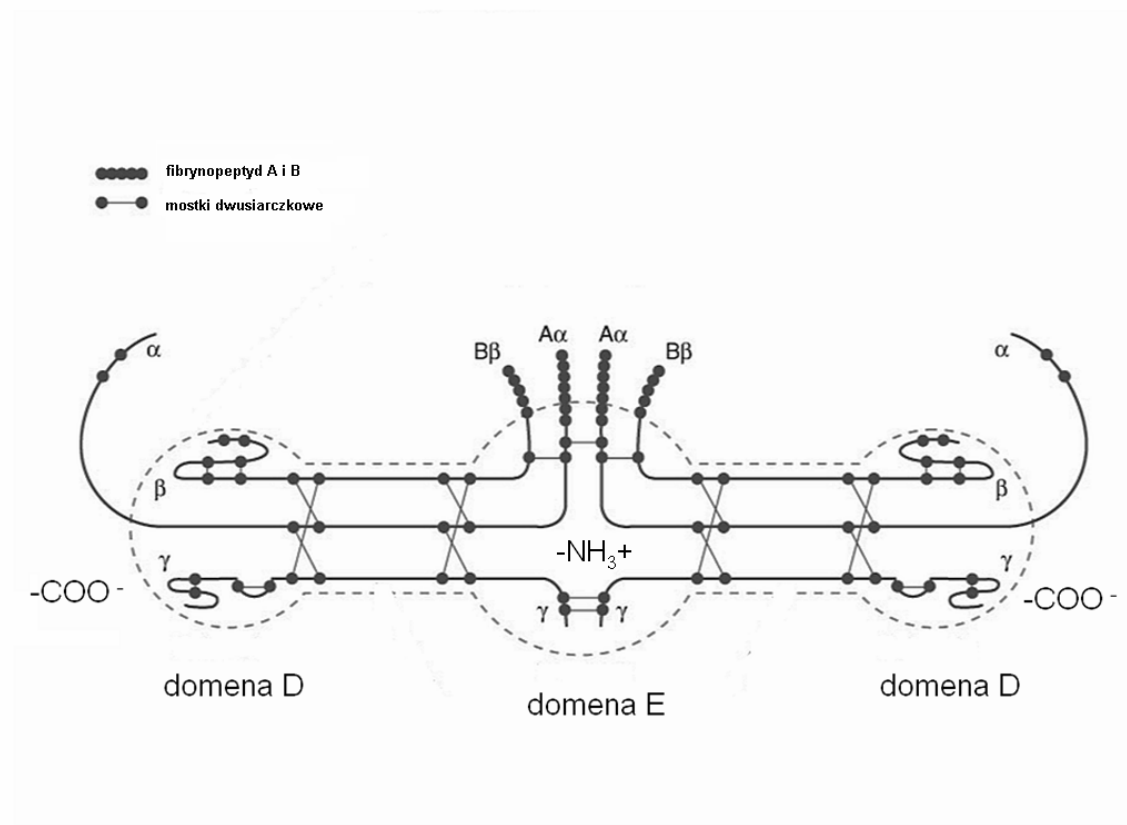 fibrynopeptyd A i B
mostki dwusiarczkowe
Bβ Aα Aα Bβ
α α
β β
-NH₃+
γ γ
-COO⁻ -COO⁻
γ γ
domena D domena E domena D